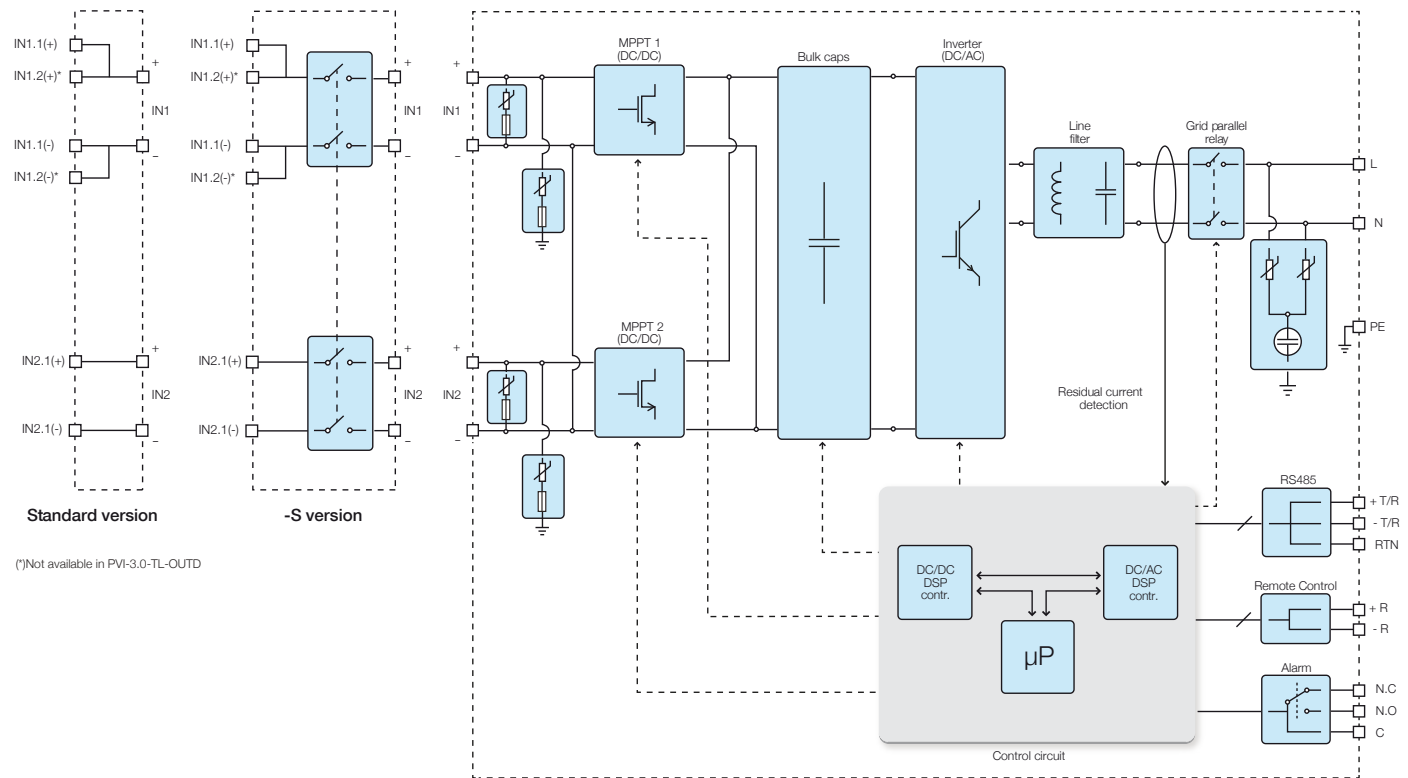 IN1.1(+)
IN1.2(+)*
IN1.1(-)
IN1.2(-)*
IN2.1(+)
IN2.1(-)
+
IN1
−
+
IN2
−
Standard version
(*)Not available in PVI-3.0-TL-OUTD
IN1.1(+)
IN1.2(+)*
IN1.1(-)
IN1.2(-)*
IN2.1(+)
IN2.1(-)
+
IN1
−
+
IN2
−
-S version
+
IN1
−
+
IN2
−
MPPT 1
(DC/DC)
MPPT 2
(DC/DC)
Bulk caps
Inverter
(DC/AC)
Line
filter
Grid parallel
relay
L
N
PE
Residual current
detection
RS485
+ T/R
- T/R
RTN
Remote Control
+ R
- R
Alarm
N.C
N.O
C
DC/DC
DSP
contr.
DC/AC
DSP
contr.
µP
Control circuit